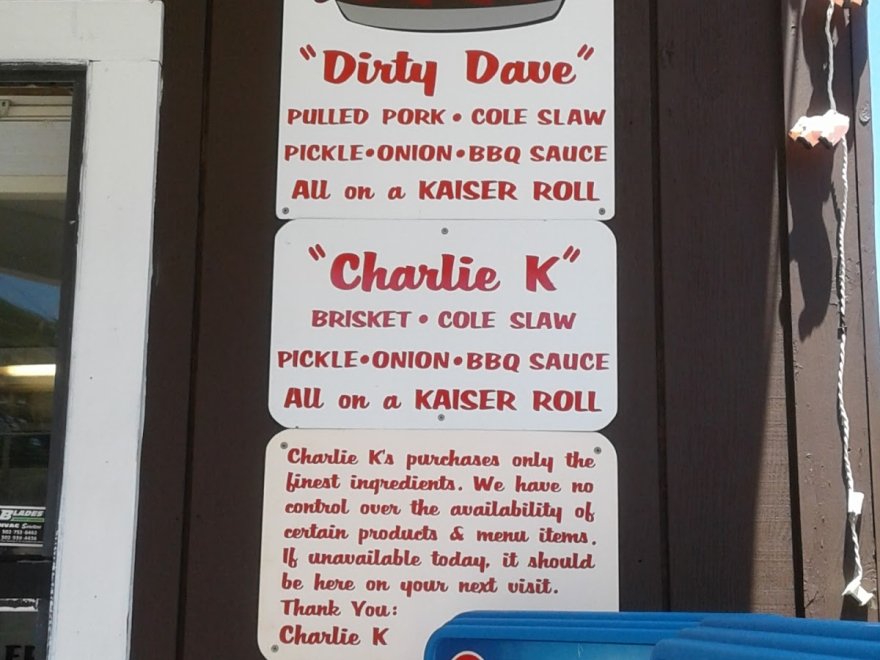 "Dirty Dave"
PULLED PORK • COLE SLAW
PICKLE•ONION•BBQ SAUCE
All on a KAISER ROLL
"Charlie K"
BRISKET • COLE SLAW
PICKLE•ONION•BBQ SAUCE
All on a KAISER ROLL
Charlie K's purchases only the
finest ingredients. We have no
control over the availability of
certain products & menu items.
If unavailable today, it should
be here on your next visit.
Thank You:
Charlie K
BLADES